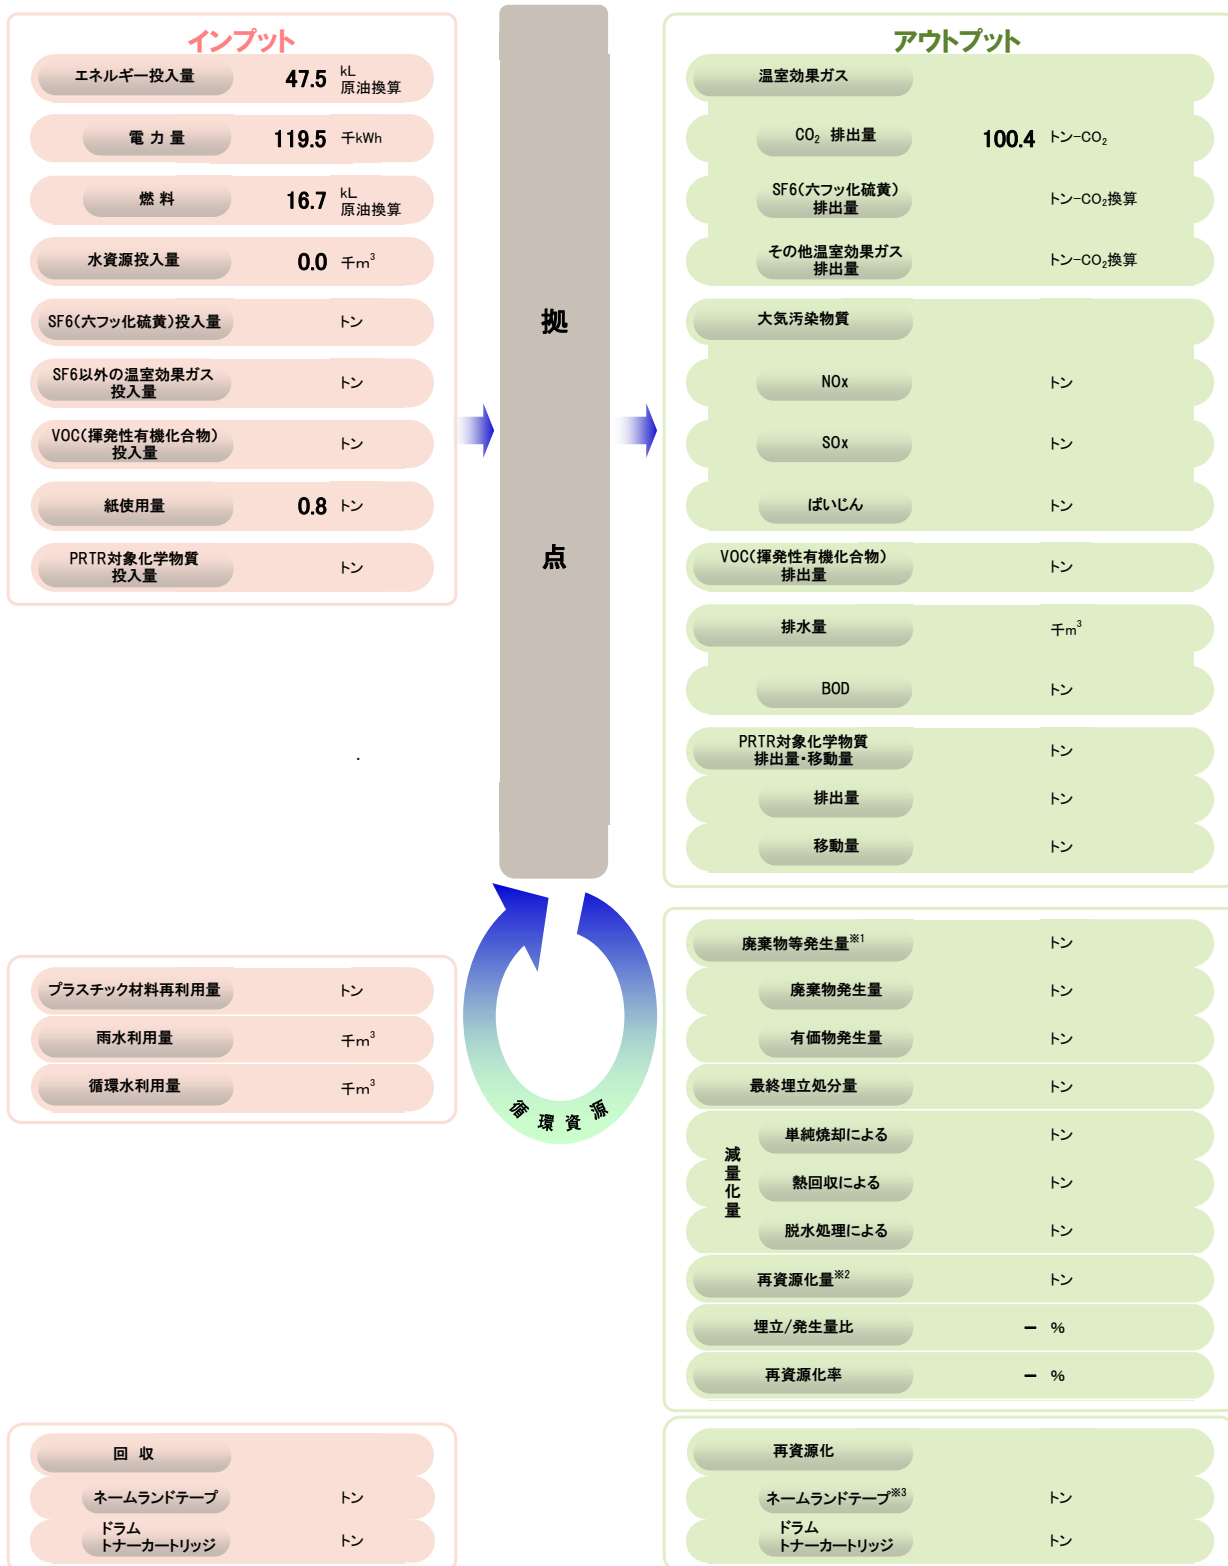 インプット
エネルギー投入量 47.5 kL
原油換算
電 力 量 119.5 千kWh
燃 料 16.7 kL
原油換算
水資源投入量 0.0 千m³
SF6(六フッ化硫黄)投入量 トン
SF6以外の温室効果ガス
投入量 トン
VOC(揮発性有機化合物)
投入量 トン
紙使用量 0.8 トン
PRTR対象化学物質
投入量 トン
拠
点
アウトプット
温室効果ガス
CO₂ 排出量 100.4 トン-CO₂
SF6(六フッ化硫黄)
排出量 トン-CO₂換算
その他温室効果ガス
排出量 トン-CO₂換算
大気汚染物質
NOx トン
SOx トン
ばいじん トン
VOC(揮発性有機化合物)
排出量 トン
排水量 千m³
BOD トン
PRTR対象化学物質
排出量・移動量 トン
排出量 トン
移動量 トン
プラスチック材料再利用量 トン
雨水利用量 千m³
循環水利用量 千m³
循環資源
廃棄物等発生量※1 トン
廃棄物発生量 トン
有価物発生量 トン
最終埋立処分量 トン
減量化量
単純焼却による トン
熱回収による トン
脱水処理による トン
再資源化量※2 トン
埋立/発生量比 － %
再資源化率 － %
回 収
ネームランドテープ トン
ドラム
トナーカートリッジ トン
再資源化
ネームランドテープ※3 トン
ドラム
トナーカートリッジ トン